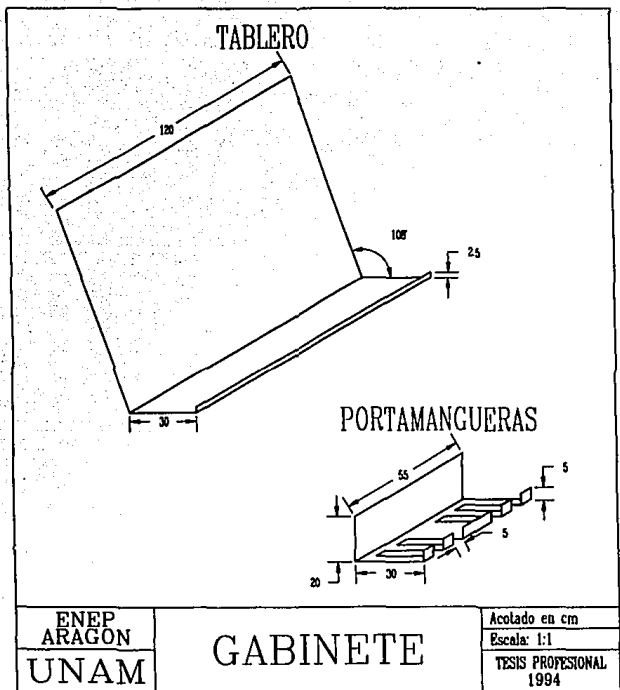 TABLERO
120
108°
2.5
30
PORTAMANGUERAS
55
5
5
20
30
ENEP
ARAGON
UNAM
GABINETE
Acotado en cm
Escala: 1:1
TESIS PROFESIONAL
1994